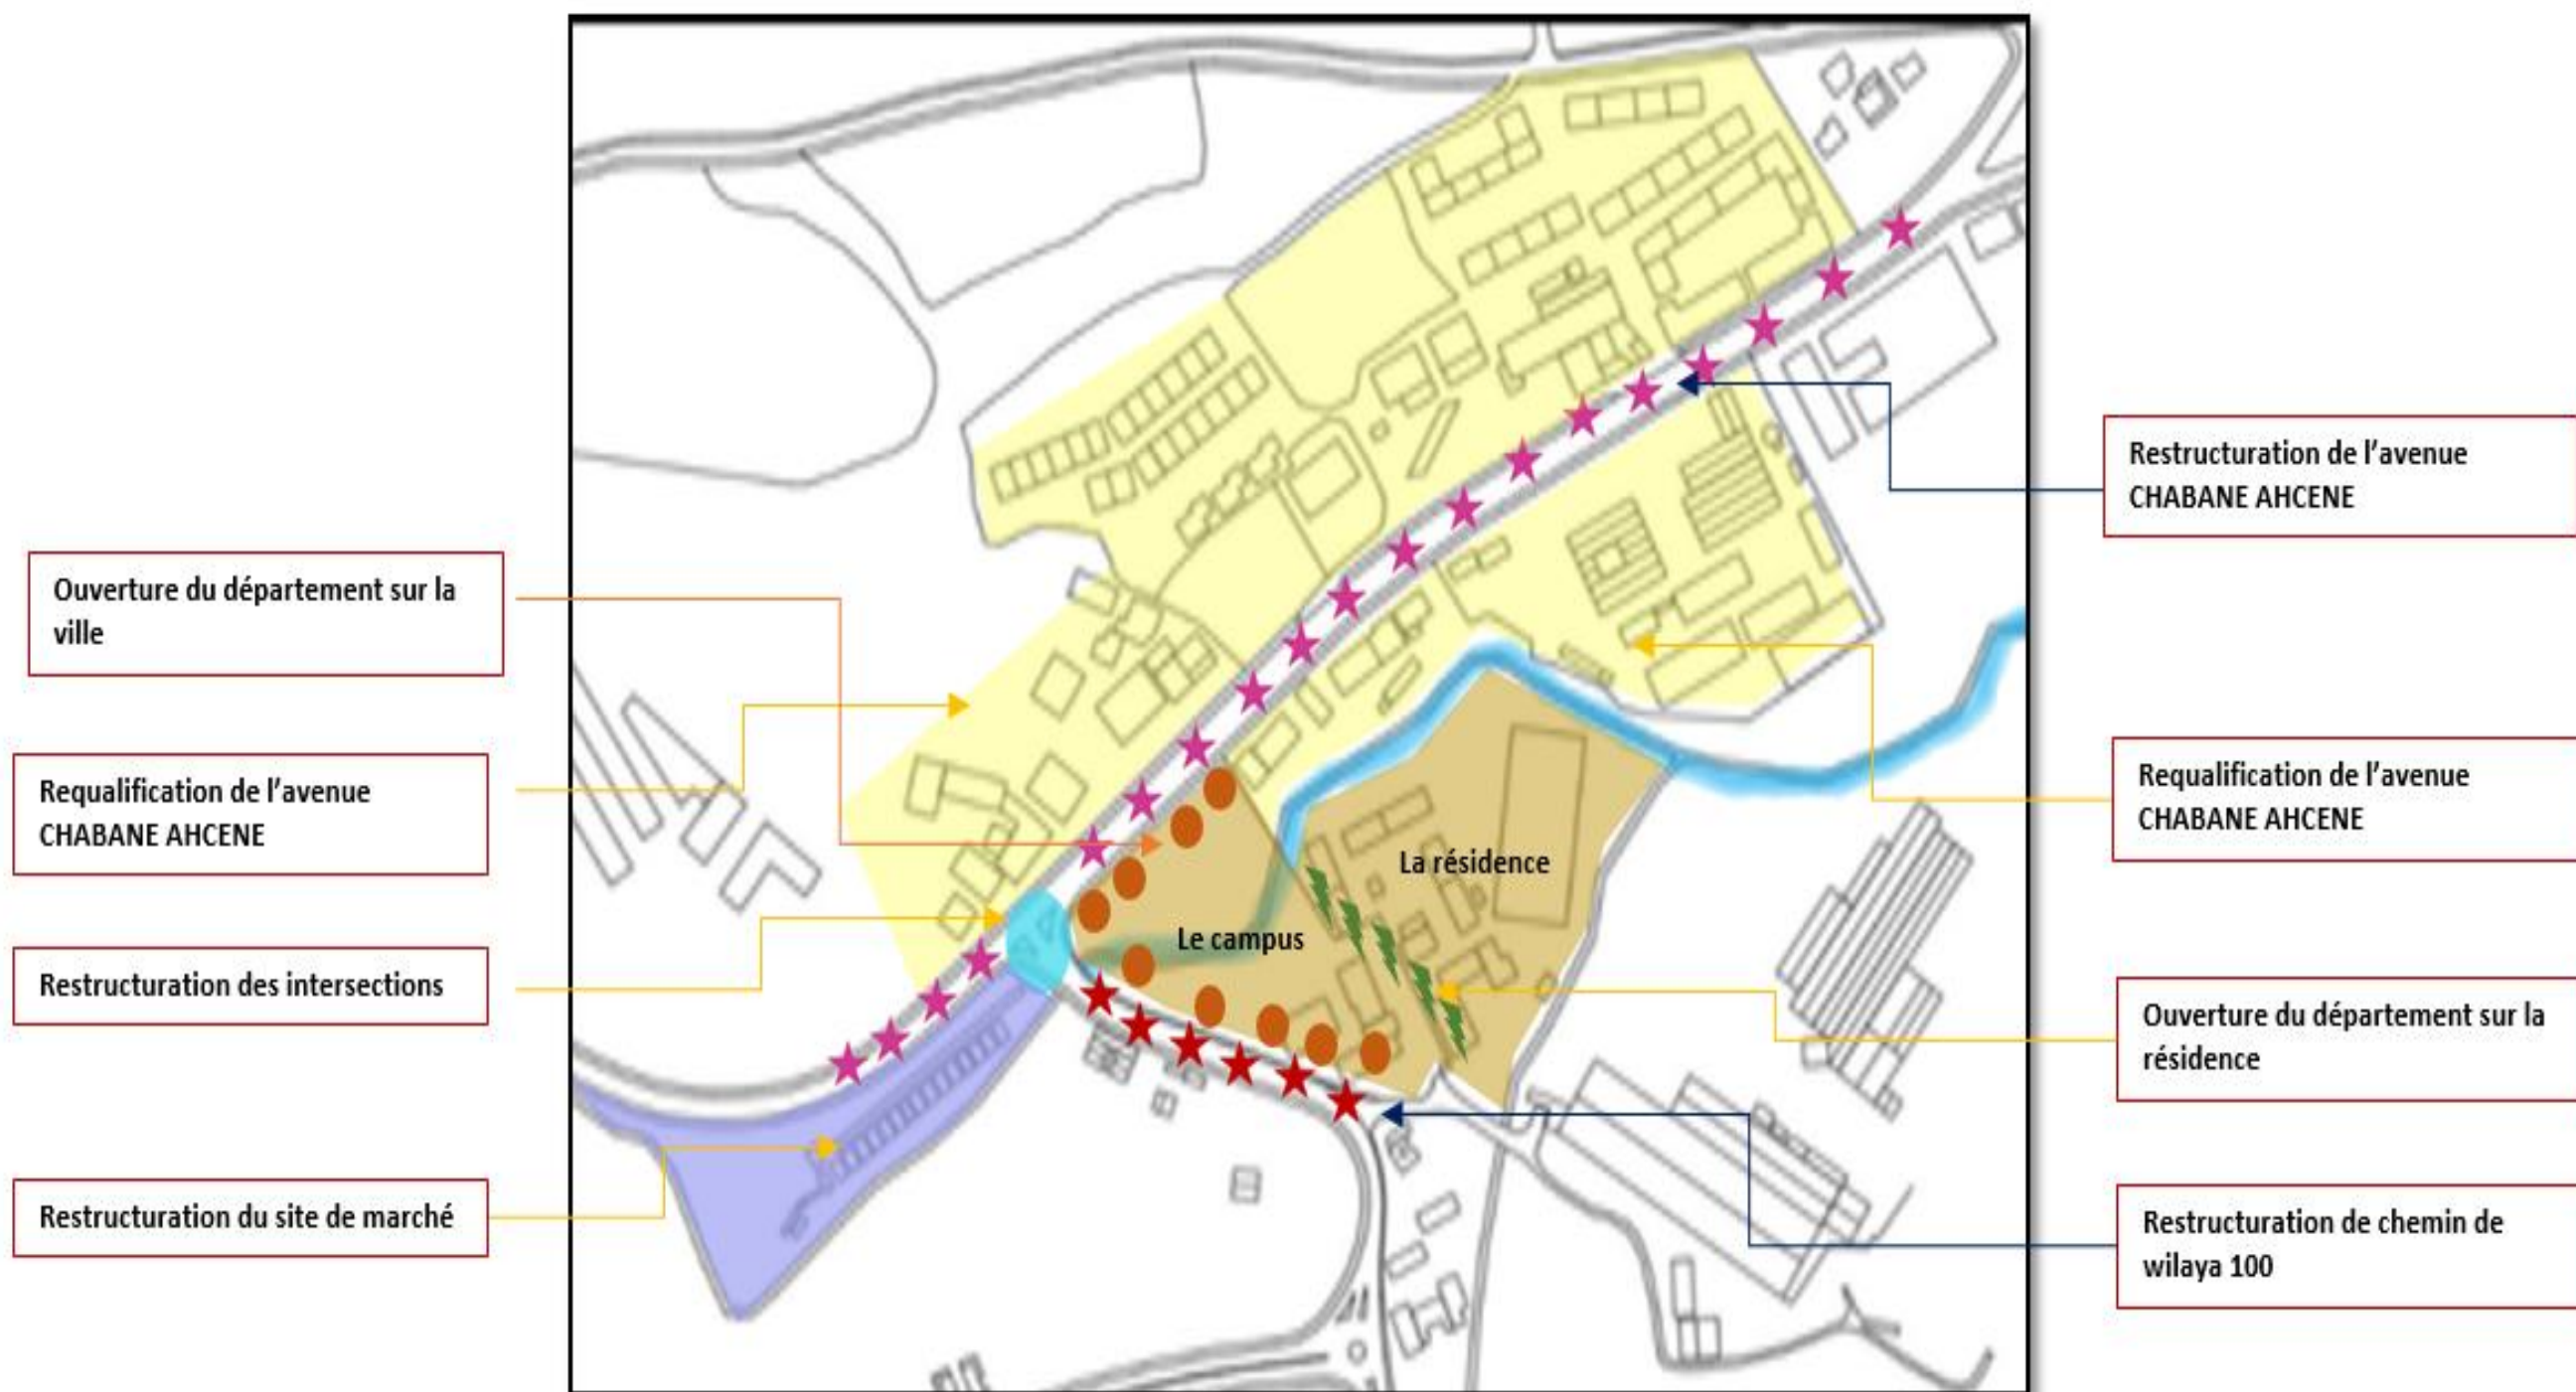 Ouverture du département sur la
ville
Requalification de l'avenue
CHABANE AHCENE
Restructuration des intersections
Restructuration du site de marché
La résidence
Le campus
Restructuration de l'avenue
CHABANE AHCENE
Requalification de l'avenue
CHABANE AHCENE
Ouverture du département sur la
résidence
Restructuration de chemin de
wilaya 100